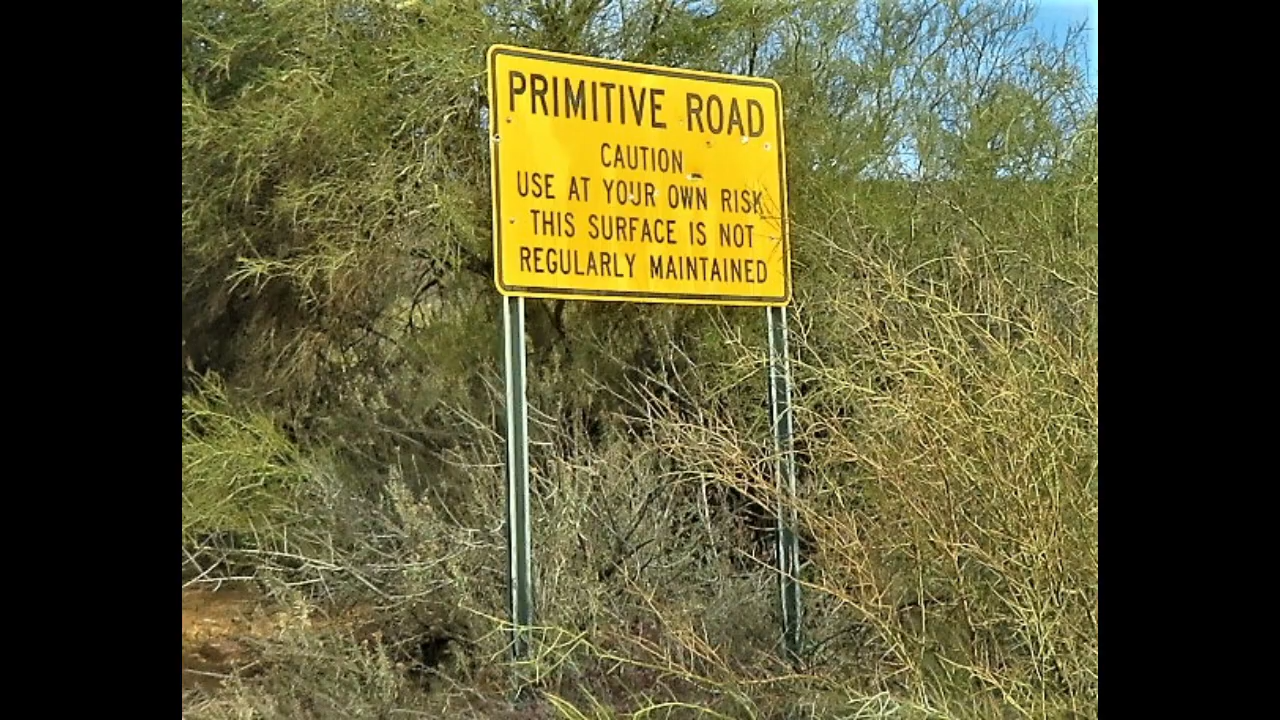 PRIMITIVE ROAD
CAUTION
USE AT YOUR OWN RISK
THIS SURFACE IS NOT
REGULARLY MAINTAINED